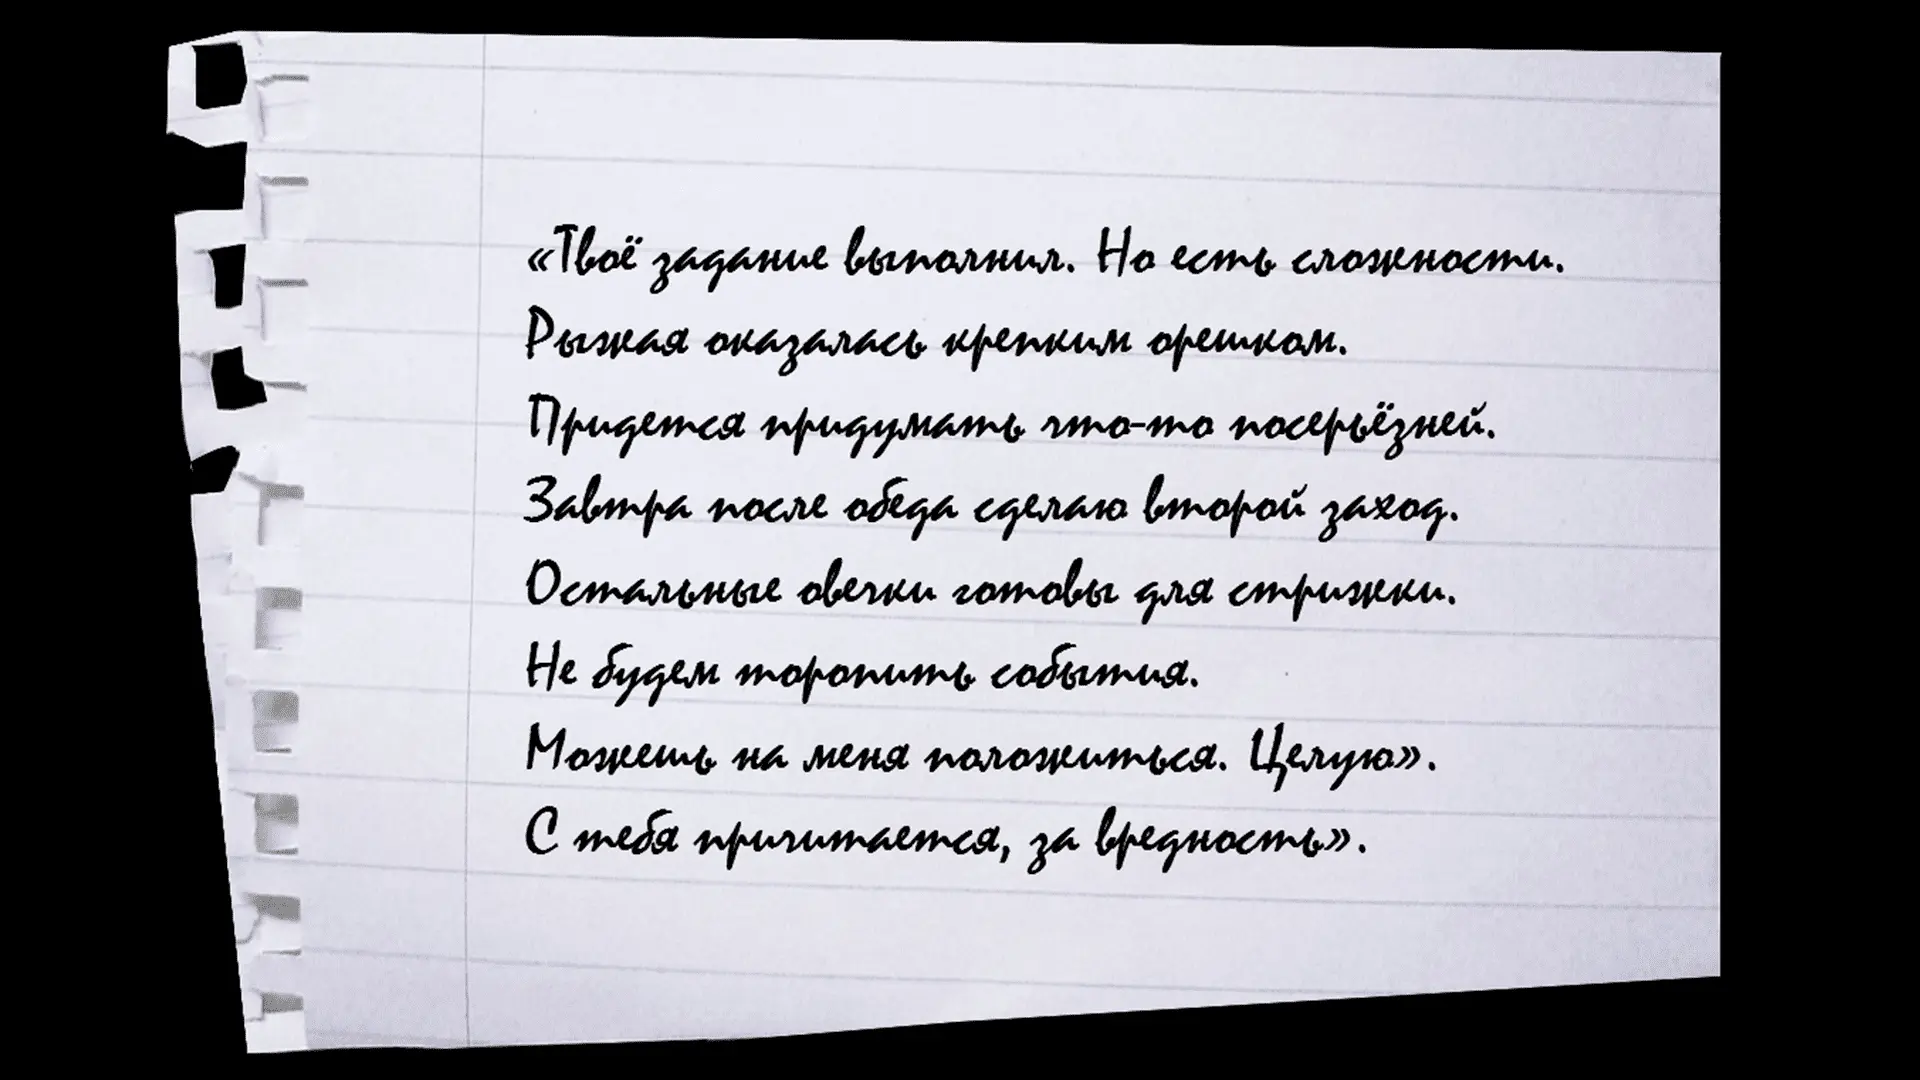 «Твоё задание выполнил. Но есть сложности.
Рыжая оказалась крепким орешком.
Придется придумать что-то посерьёзней.
Завтра после обеда сделаю второй заход.
Остальные овечки готовы для стрижки.
Не будем торопить события.
Можешь на меня положиться. Целую».
С тебя причитается, за вредность».